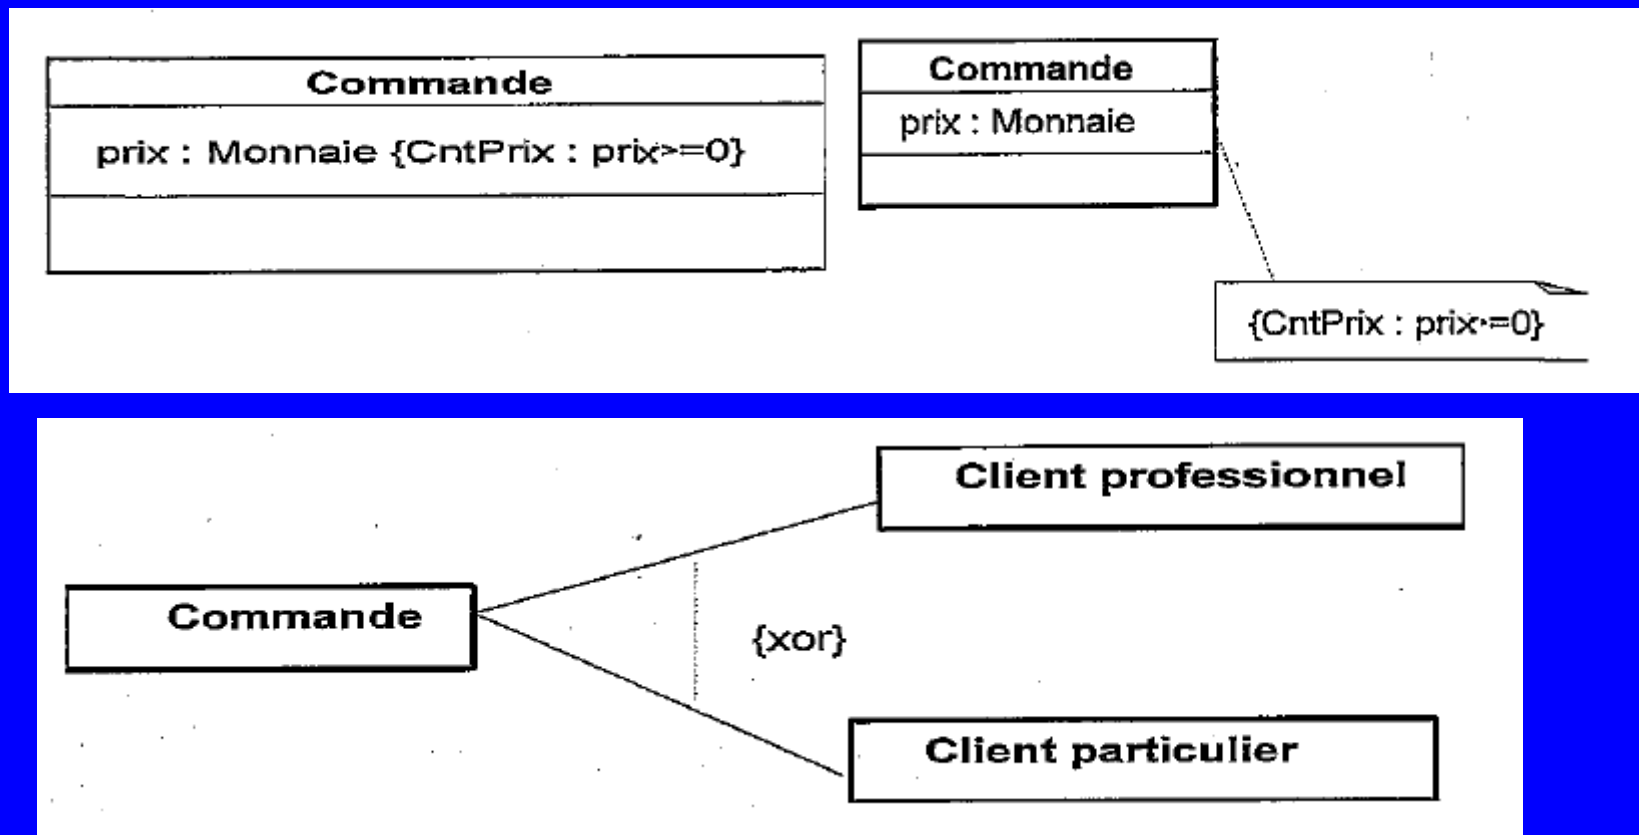 Commande
prix : Monnaie {CntPrix : prix>=0}
Commande
prix : Monnaie
{CntPrix : prix>=0}
Client professionnel
Commande
{xor}
Client particulier